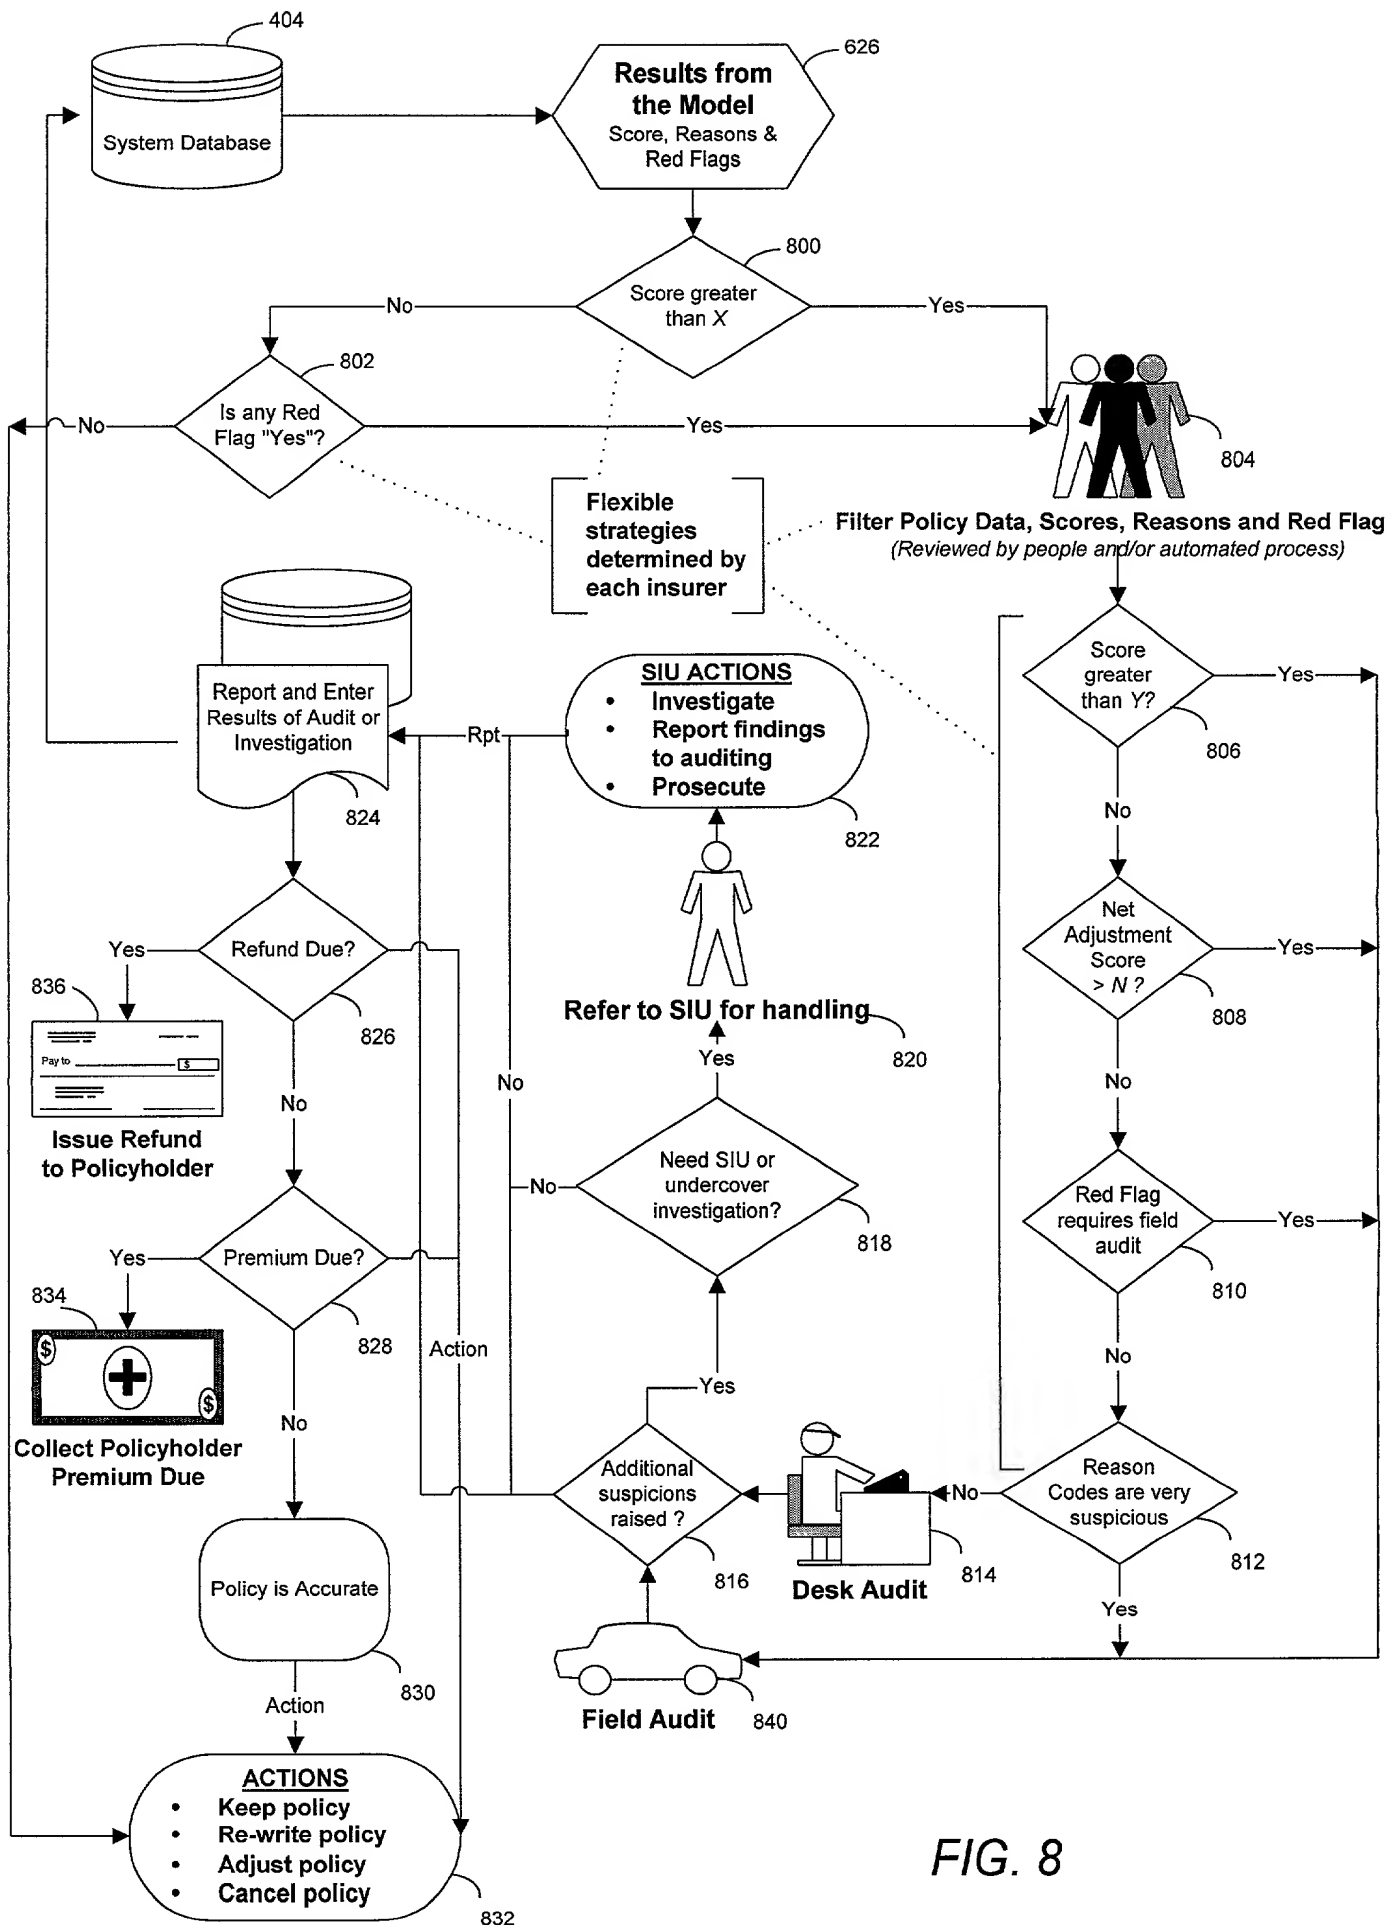 404
System Database
626
Results from
the Model
Score, Reasons &
Red Flags
800
Score greater
than X
No
Yes
802
Is any Red
Flag "Yes"?
No
Yes
804
Filter Policy Data, Scores, Reasons and Red Flag
(Reviewed by people and/or automated process)
Flexible
strategies
determined by
each insurer
Score
greater
than Y?
Yes
806
No
Net
Adjustment
Score
> N ?
Yes
808
No
Red Flag
requires field
audit
Yes
810
No
Reason
Codes are very
suspicious
812
No
Yes
814
Desk Audit
840
Field Audit
Additional
suspicions
raised ?
816
Yes
Need SIU or
undercover
investigation?
818
No
No
Yes
Refer to SIU for handling
820
SIU ACTIONS
• Investigate
• Report findings
to auditing
• Prosecute
822
Rpt
Report and Enter
Results of Audit or
Investigation
824
Refund Due?
826
Yes
836
Pay to
$
Issue Refund
to Policyholder
No
Premium Due?
828
Yes
834
$
$
Collect Policyholder
Premium Due
Action
No
Policy is Accurate
830
Action
ACTIONS
• Keep policy
• Re-write policy
• Adjust policy
• Cancel policy
832
FIG. 8